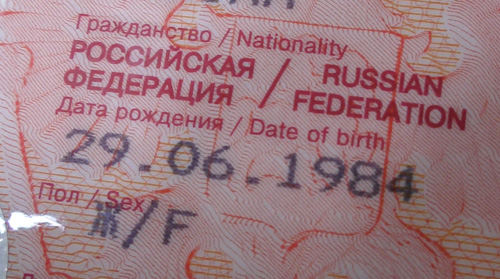 Гражданство / Nationality
РОССИЙСКАЯ / RUSSIAN
ФЕДЕРАЦИЯ / FEDERATION
Дата рождения / Date of birth
29.06.1984
Пол / Sex
Ж/F